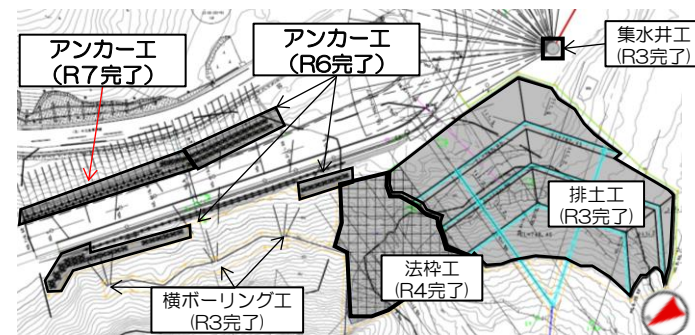 アンカー工
(R7完了)
アンカー工
(R6完了)
集水井工
(R3完了)
排土工
(R3完了)
法枠工
(R4完了)
横ボーリング工
(R3完了)